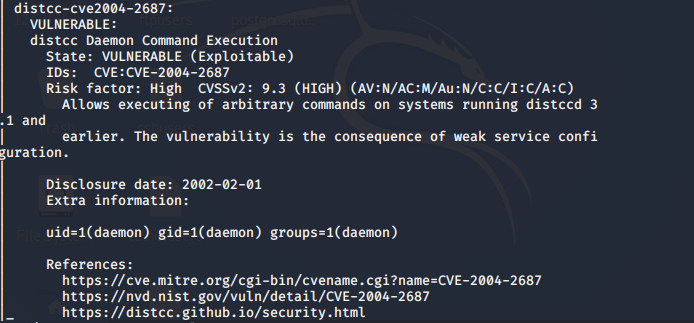 | distcc-cve2004-2687:
|   VULNERABLE:
|   distcc Daemon Command Execution
|     State: VULNERABLE (Exploitable)
|     IDs:  CVE:CVE-2004-2687
|     Risk factor: High  CVSSv2: 9.3 (HIGH) (AV:N/AC:M/Au:N/C:C/I:C/A:C)
|       Allows executing of arbitrary commands on systems running distccd 3
.1 and
|       earlier. The vulnerability is the consequence of weak service confi
guration.
|
|     Disclosure date: 2002-02-01
|     Extra information:
|
|     uid=1(daemon) gid=1(daemon) groups=1(daemon)
|
|     References:
|       https://cve.mitre.org/cgi-bin/cvename.cgi?name=CVE-2004-2687
|       https://nvd.nist.gov/vuln/detail/CVE-2004-2687
|_      https://distcc.github.io/security.html